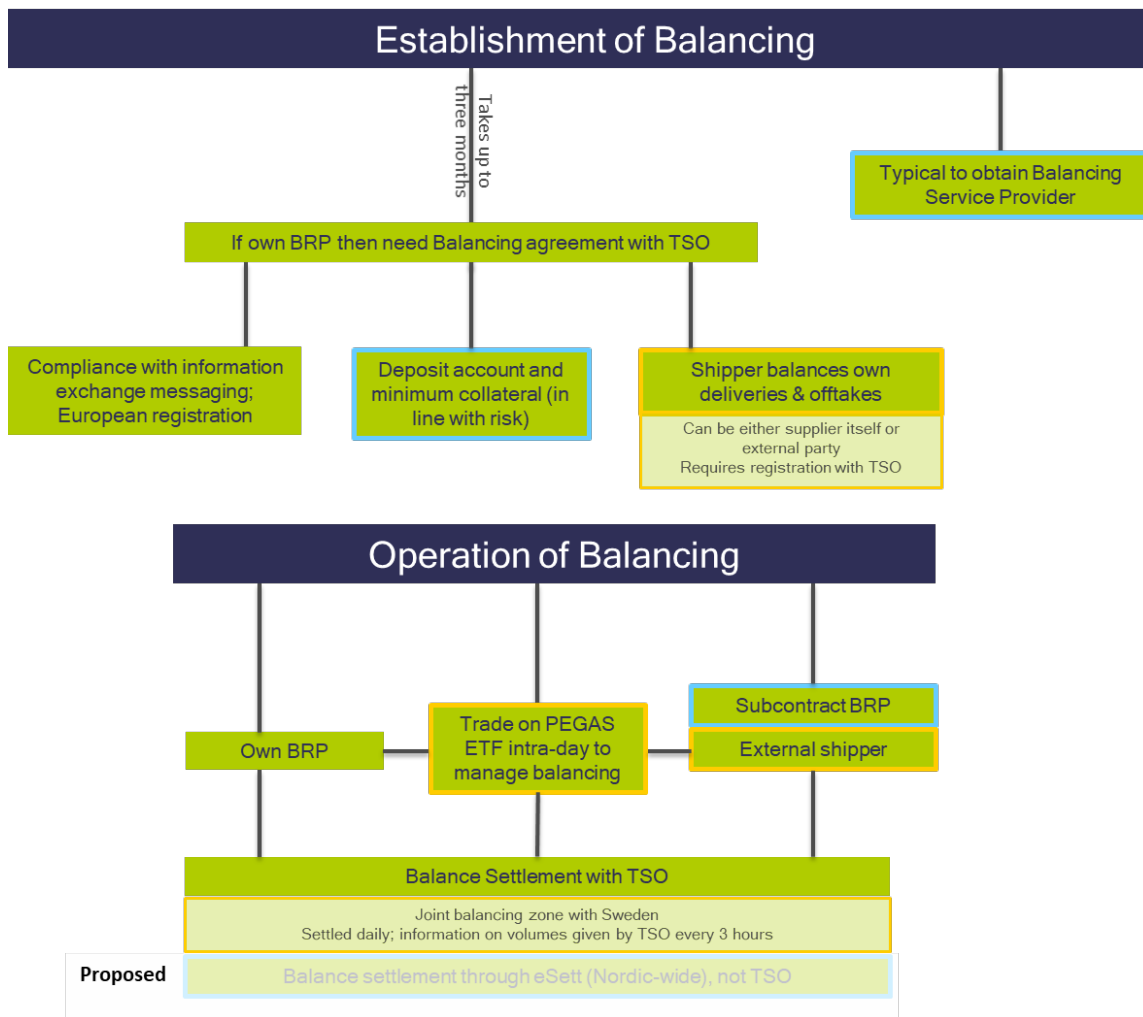 Establishment of Balancing
Takes up to
three months
Typical to obtain Balancing
Service Provider
If own BRP then need Balancing agreement with TSO
Compliance with information
exchange messaging;
European registration
Deposit account and
minimum collateral (in
line with risk)
Shipper balances own
deliveries & offtakes
Can be either supplier itself or
external party
Requires registration with TSO
Operation of Balancing
Own BRP
Trade on PEGAS
ETF intra-day to
manage balancing
Subcontract BRP
External shipper
Balance Settlement with TSO
Joint balancing zone with Sweden
Settled daily; information on volumes given by TSO every 3 hours
Proposed
Balance settlement through eSett (Nordic-wide), not TSO